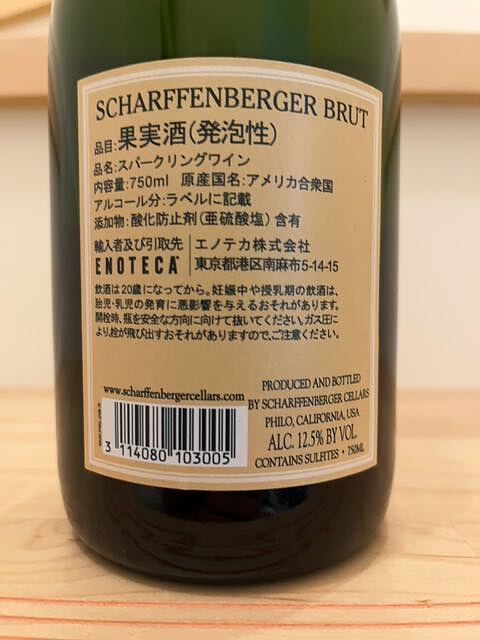 SCHARFFENBERGER BRUT
品目:果実酒(発泡性)
品名:スパークリングワイン
内容量:750ml 原産国名:アメリカ合衆国
アルコール分:ラベルに記載
添加物:酸化防止剤(亜硫酸塩)含有
輸入者及び引取先 エノテカ株式会社
ENOTECA 東京都港区南麻布5-14-15
飲酒は20歳になってから。妊娠中や授乳期の飲酒は、
胎児・乳児の発育に悪影響を与えるおそれがあります。
開栓時、瓶を安全な方向に向けて抜いてください。ガス圧に
より、栓が飛び出すおそれがありますので、ご注意ください。
www.scharffenbergercellars.com
3 114080 103005
PRODUCED AND BOTTLED
BY SCHARFFENBERGER CELLARS
PHILO, CALIFORNIA, USA
ALC. 12.5% BY VOL.
CONTAINS SULFITES • 750ML